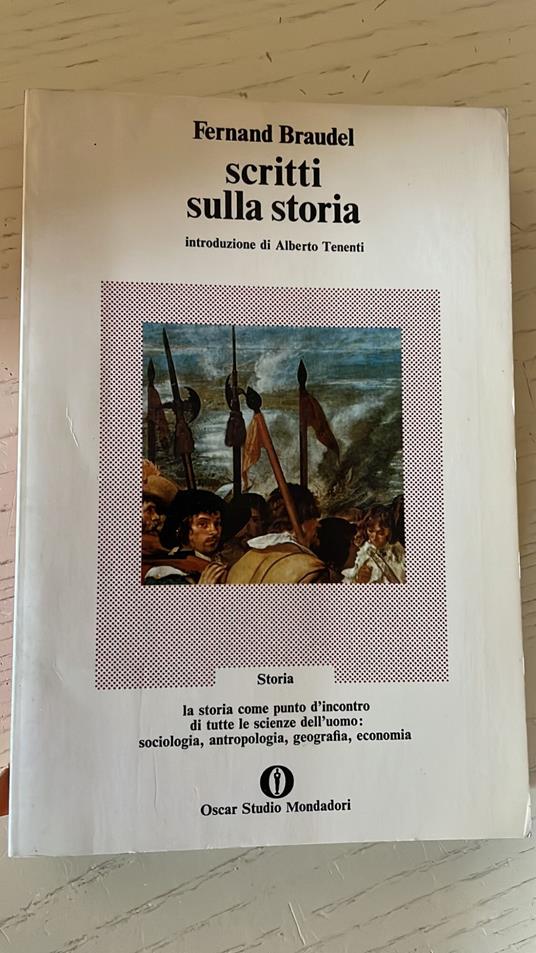 Fernand Braudel
scritti
sulla storia
introduzione di Alberto Tenenti
Storia
la storia come punto d'incontro
di tutte le scienze dell'uomo:
sociologia, antropologia, geografia, economia
Oscar Studio Mondadori